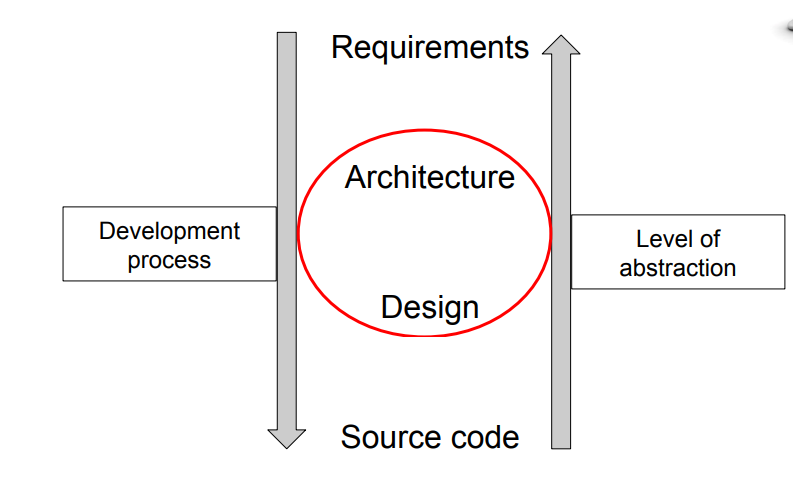 Requirements
Architecture
Development
process
Level of
abstraction
Design
Source code